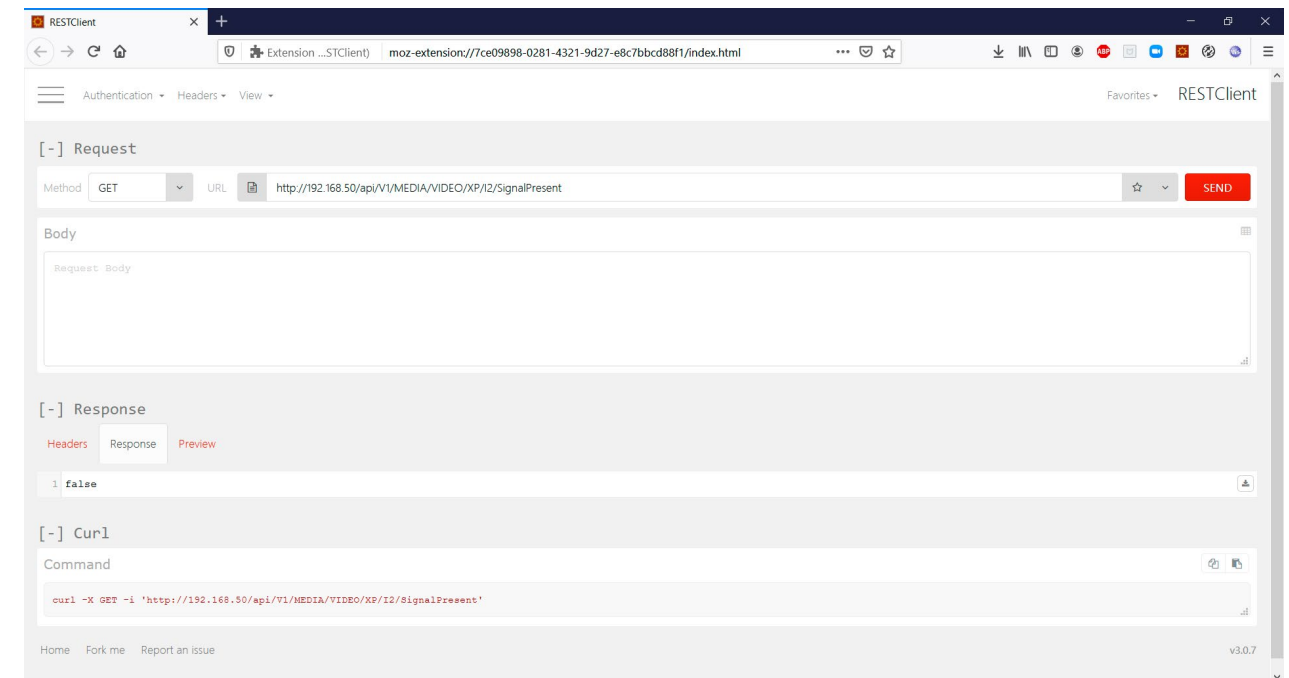 RESTClient
Extension ...STClient) moz-extension://7ce09898-0281-4321-9d27-e8c7bbcd88f1/index.html
ABP
Authentication Headers View Favorites RESTClient
[-] Request
Method GET URL http://192.168.50/api/V1/MEDIA/VIDEO/XP/I2/SignalPresent SEND
Body
Request Body
[-] Response
Headers Response Preview
1 false
[-] Curl
Command
curl -X GET -i 'http://192.168.50/api/V1/MEDIA/VIDEO/XP/I2/SignalPresent'
Home Fork me Report an issue v3.0.7